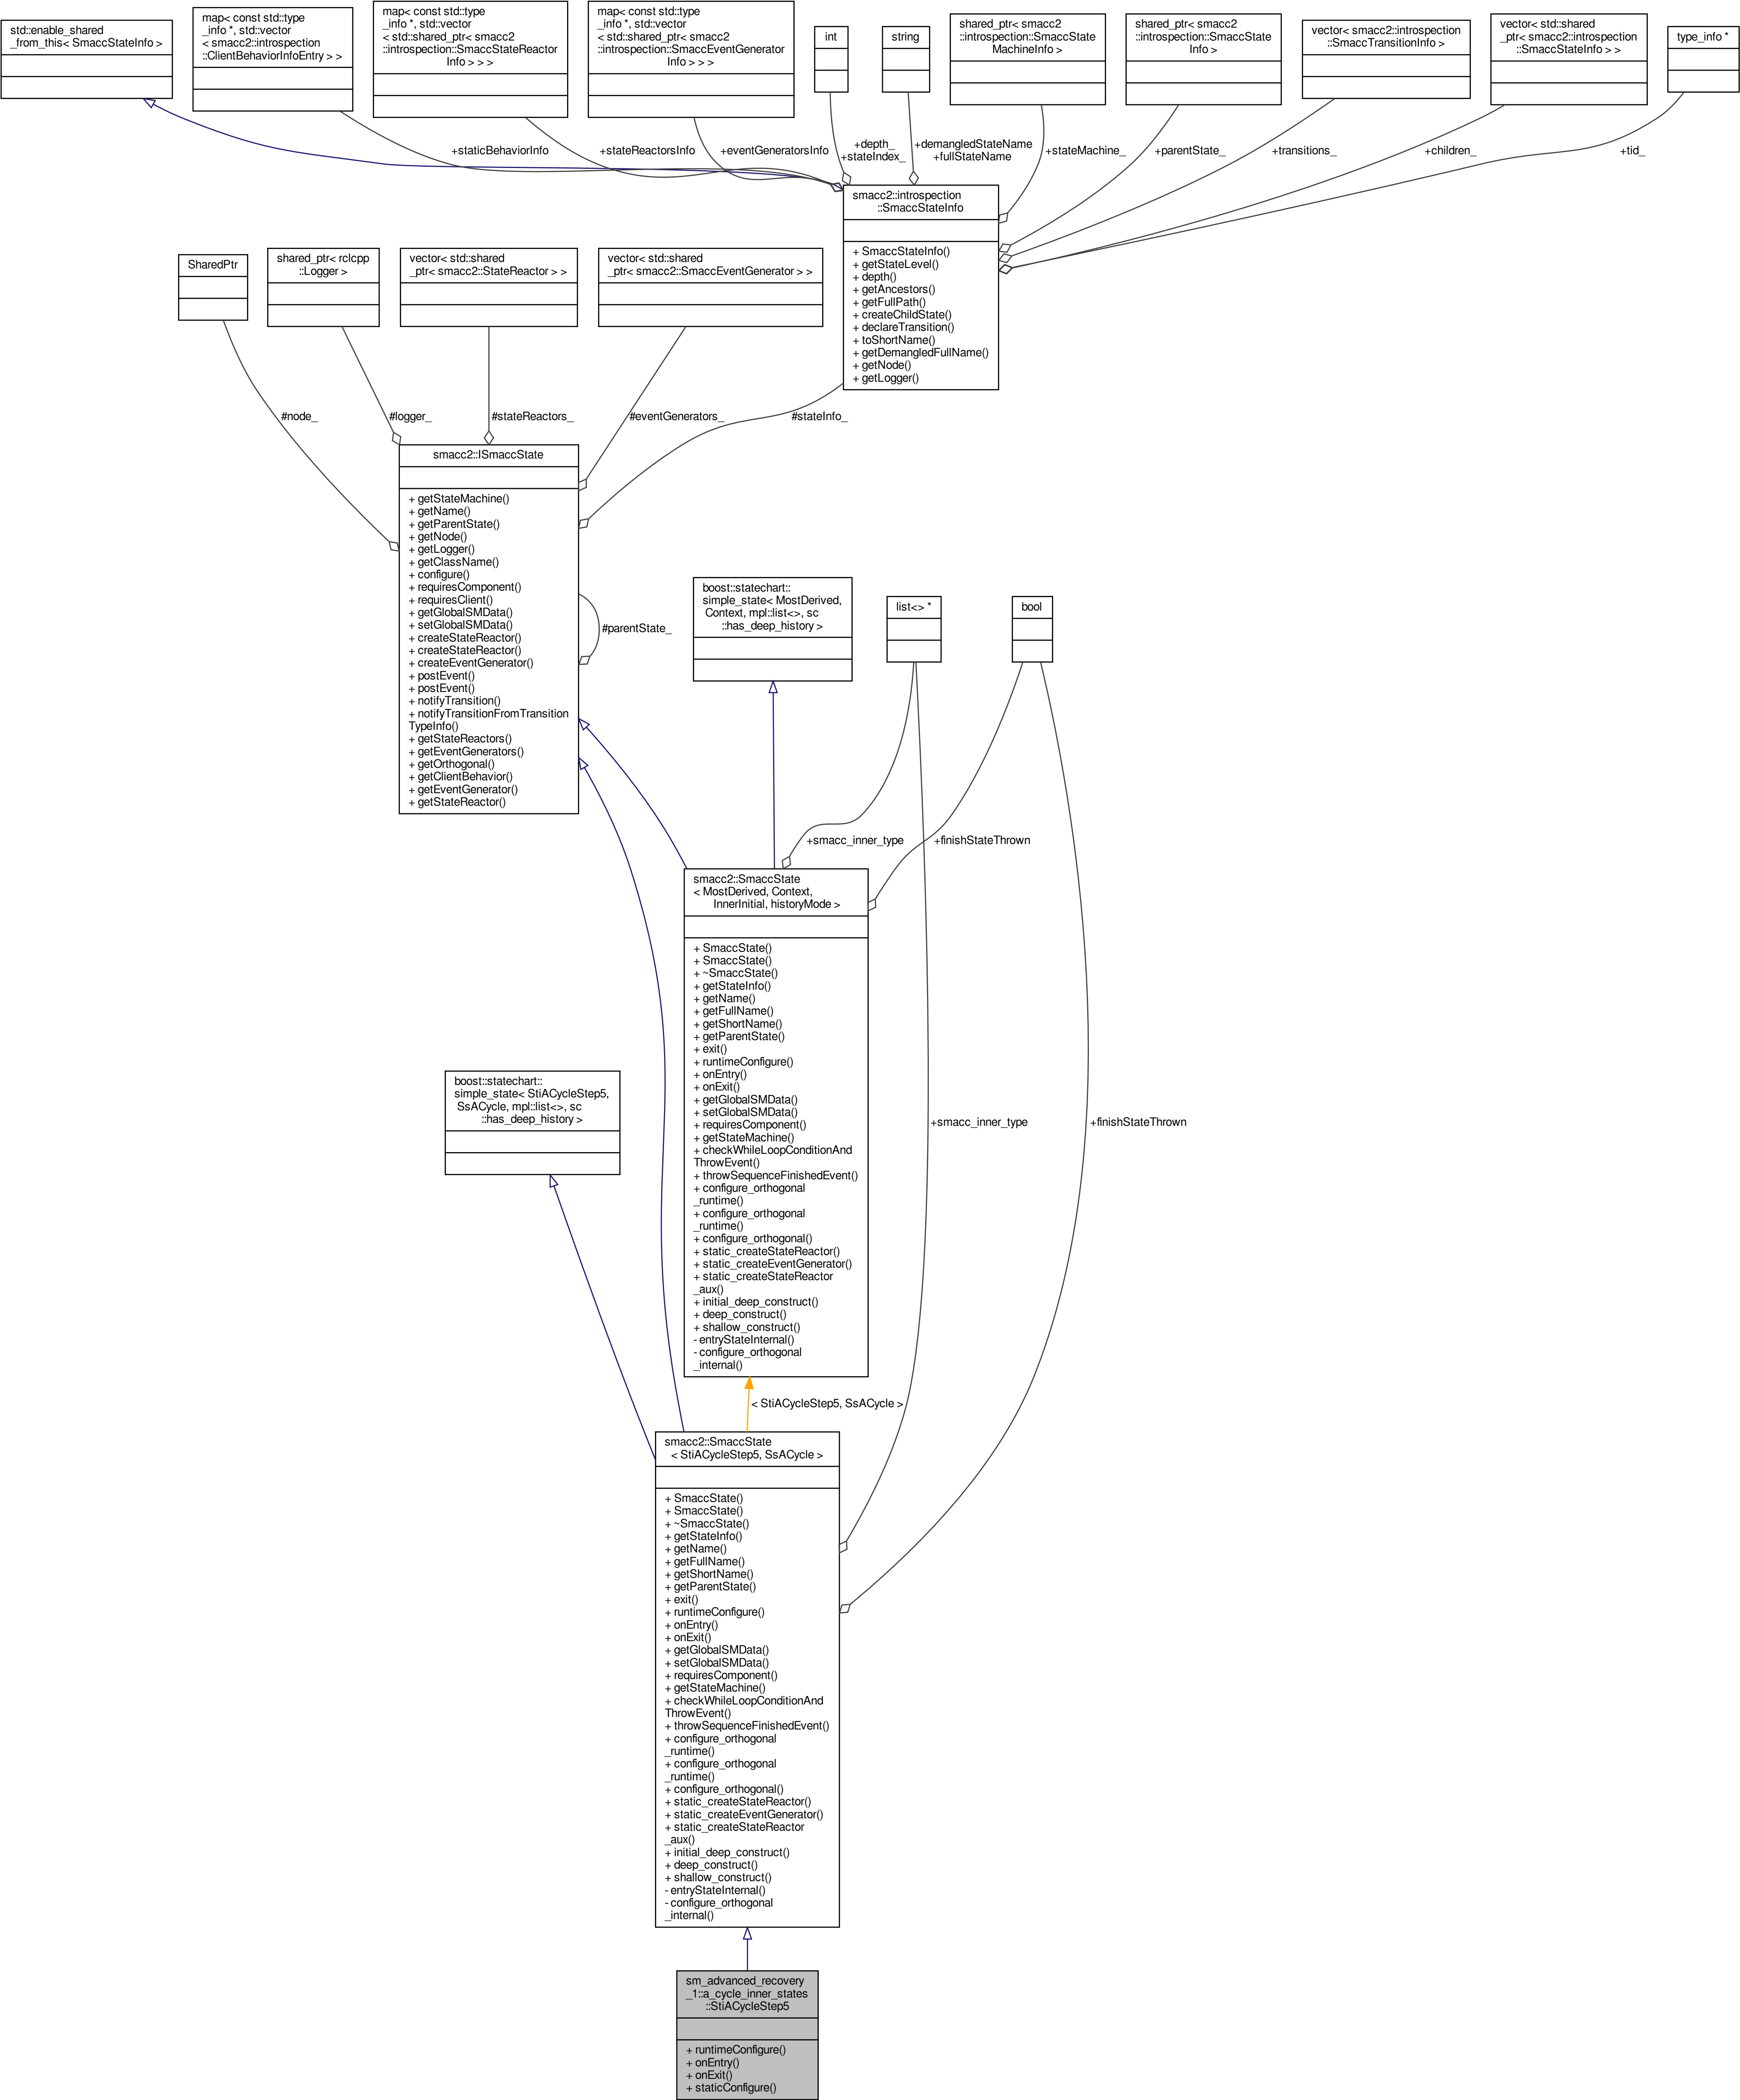 std::enable_shared
_from_this< SmaccStateInfo >
map< const std::type
_info *, std::vector
< smacc2::introspection
::ClientBehaviorInfoEntry > >
map< const std::type
_info *, std::vector
< std::shared_ptr< smacc2
::introspection::SmaccStateReactor
Info > > >
map< const std::type
_info *, std::vector
< std::shared_ptr< smacc2
::introspection::SmaccEventGenerator
Info > > >
int
string
shared_ptr< smacc2
::introspection::SmaccState
MachineInfo >
shared_ptr< smacc2
::introspection::SmaccState
Info >
vector< smacc2::introspection
::SmaccTransitionInfo >
vector< std::shared
_ptr< smacc2::introspection
::SmaccStateInfo > >
type_info *
+staticBehaviorInfo
+stateReactorsInfo
+eventGeneratorsInfo
+depth_
+stateIndex_
+demangledStateName
+fullStateName
+stateMachine_
+parentState_
+transitions_
+children_
+tid_
smacc2::introspection
::SmaccStateInfo
+ SmaccStateInfo()
+ getStateLevel()
+ depth()
+ getAncestors()
+ getFullPath()
+ createChildState()
+ declareTransition()
+ toShortName()
+ getDemangledFullName()
+ getNode()
+ getLogger()
SharedPtr
shared_ptr< rclcpp
::Logger >
vector< std::shared
_ptr< smacc2::StateReactor > >
vector< std::shared
_ptr< smacc2::SmaccEventGenerator > >
#node_
#logger_
#stateReactors_
#eventGenerators_
#stateInfo_
smacc2::ISmaccState
+ getStateMachine()
+ getName()
+ getParentState()
+ getNode()
+ getLogger()
+ getClassName()
+ configure()
+ requiresComponent()
+ requiresClient()
+ getGlobalSMData()
+ setGlobalSMData()
+ createStateReactor()
+ createStateReactor()
+ createEventGenerator()
+ postEvent()
+ postEvent()
+ notifyTransition()
+ notifyTransitionFromTransition
TypeInfo()
+ getStateReactors()
+ getEventGenerators()
+ getOrthogonal()
+ getClientBehavior()
+ getEventGenerator()
+ getStateReactor()
#parentState_
boost::statechart::
simple_state< MostDerived,
Context, mpl::list<>, sc
::has_deep_history >
list<> *
bool
+smacc_inner_type
+finishStateThrown
smacc2::SmaccState
< MostDerived, Context,
InnerInitial, historyMode >
+ SmaccState()
+ SmaccState()
+ ~SmaccState()
+ getStateInfo()
+ getName()
+ getFullName()
+ getShortName()
+ getParentState()
+ exit()
+ runtimeConfigure()
+ onEntry()
+ onExit()
+ getGlobalSMData()
+ setGlobalSMData()
+ requiresComponent()
+ getStateMachine()
+ checkWhileLoopConditionAnd
ThrowEvent()
+ throwSequenceFinishedEvent()
+ configure_orthogonal
_runtime()
+ configure_orthogonal
_runtime()
+ configure_orthogonal()
+ static_createStateReactor()
+ static_createEventGenerator()
+ static_createStateReactor
_aux()
+ initial_deep_construct()
+ deep_construct()
+ shallow_construct()
- entryStateInternal()
- configure_orthogonal
_internal()
boost::statechart::
simple_state< StiACycleStep5,
SsACycle, mpl::list<>, sc
::has_deep_history >
+smacc_inner_type
+finishStateThrown
< StiACycleStep5, SsACycle >
smacc2::SmaccState
< StiACycleStep5, SsACycle >
+ SmaccState()
+ SmaccState()
+ ~SmaccState()
+ getStateInfo()
+ getName()
+ getFullName()
+ getShortName()
+ getParentState()
+ exit()
+ runtimeConfigure()
+ onEntry()
+ onExit()
+ getGlobalSMData()
+ setGlobalSMData()
+ requiresComponent()
+ getStateMachine()
+ checkWhileLoopConditionAnd
ThrowEvent()
+ throwSequenceFinishedEvent()
+ configure_orthogonal
_runtime()
+ configure_orthogonal
_runtime()
+ configure_orthogonal()
+ static_createStateReactor()
+ static_createEventGenerator()
+ static_createStateReactor
_aux()
+ initial_deep_construct()
+ deep_construct()
+ shallow_construct()
- entryStateInternal()
- configure_orthogonal
_internal()
sm_advanced_recovery
_1::a_cycle_inner_states
::StiACycleStep5
+ runtimeConfigure()
+ onEntry()
+ onExit()
+ staticConfigure()